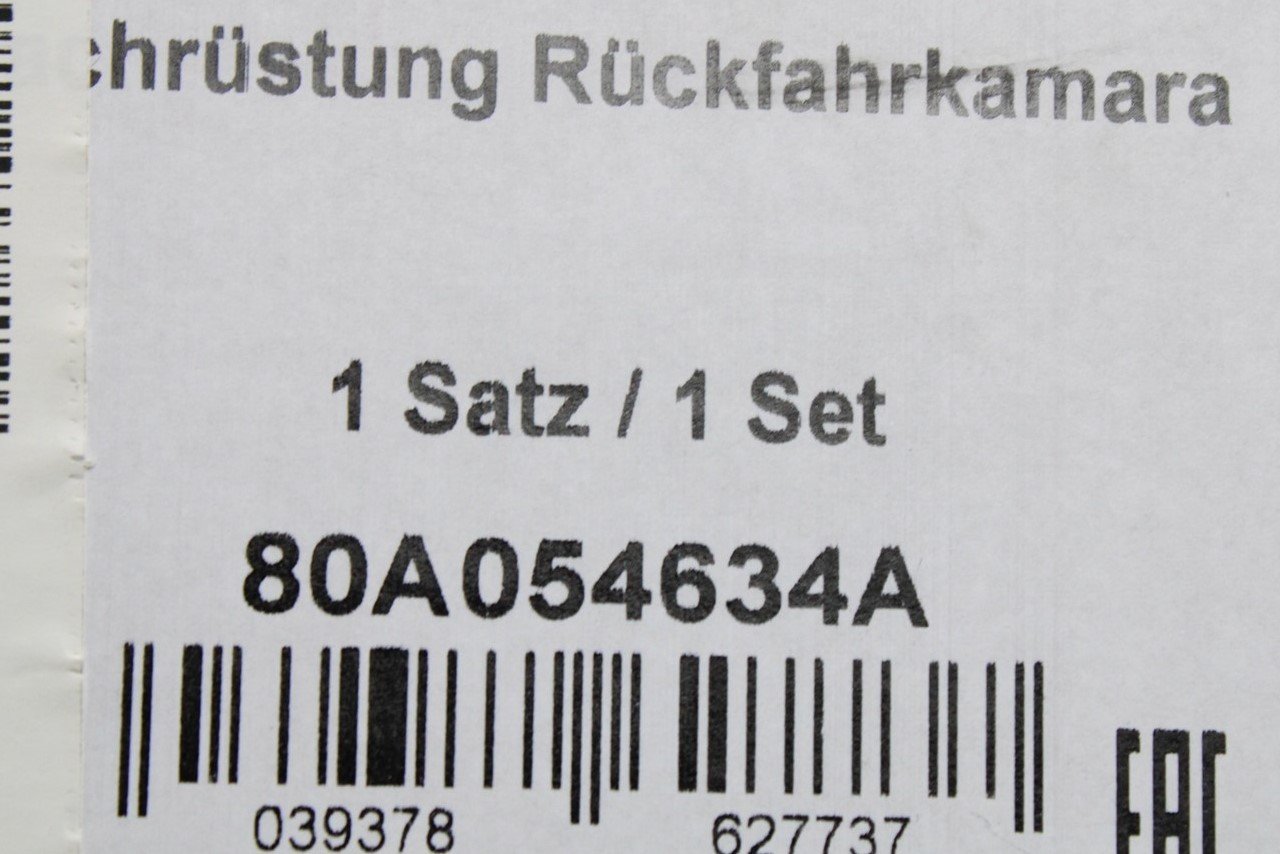 chrüstung Rückfahrkamara
1 Satz / 1 Set
80A054634A
039378 627737
EAC